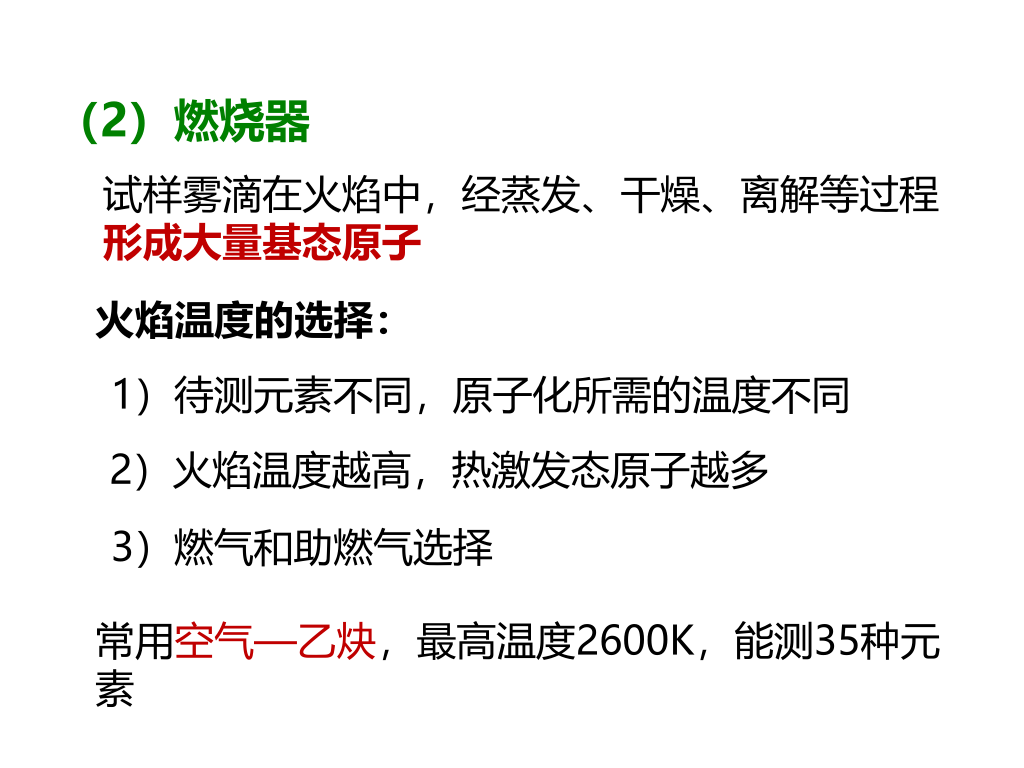 （2）燃烧器
试样雾滴在火焰中，经蒸发、干燥、离解等过程
形成大量基态原子
火焰温度的选择：
1）待测元素不同，原子化所需的温度不同
2）火焰温度越高，热激发态原子越多
3）燃气和助燃气选择
常用空气—乙炔，最高温度2600K，能测35种元
素